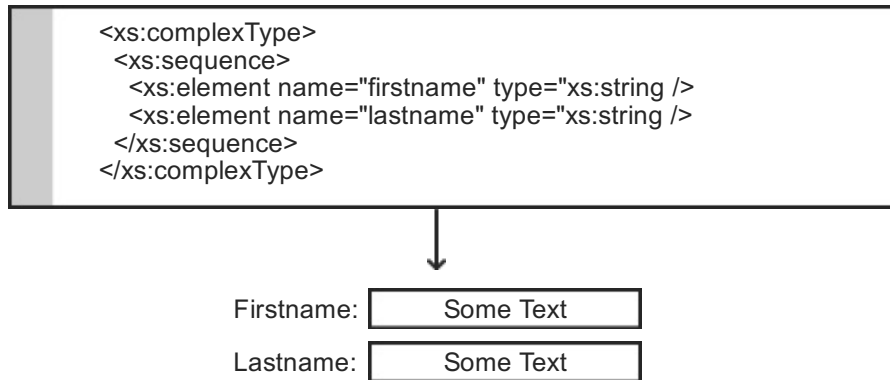 <xs:complexType>
<xs:sequence>
<xs:element name="firstname" type="xs:string />
<xs:element name="lastname" type="xs:string />
</xs:sequence>
</xs:complexType>
Firstname: Some Text
Lastname: Some Text